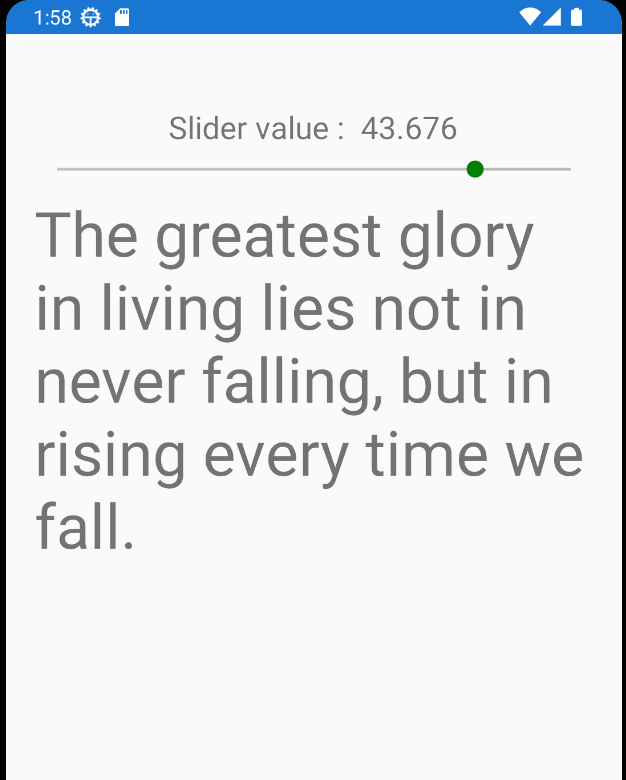 1:58
Slider value :  43.676
The greatest glory
in living lies not in
never falling, but in
rising every time we
fall.